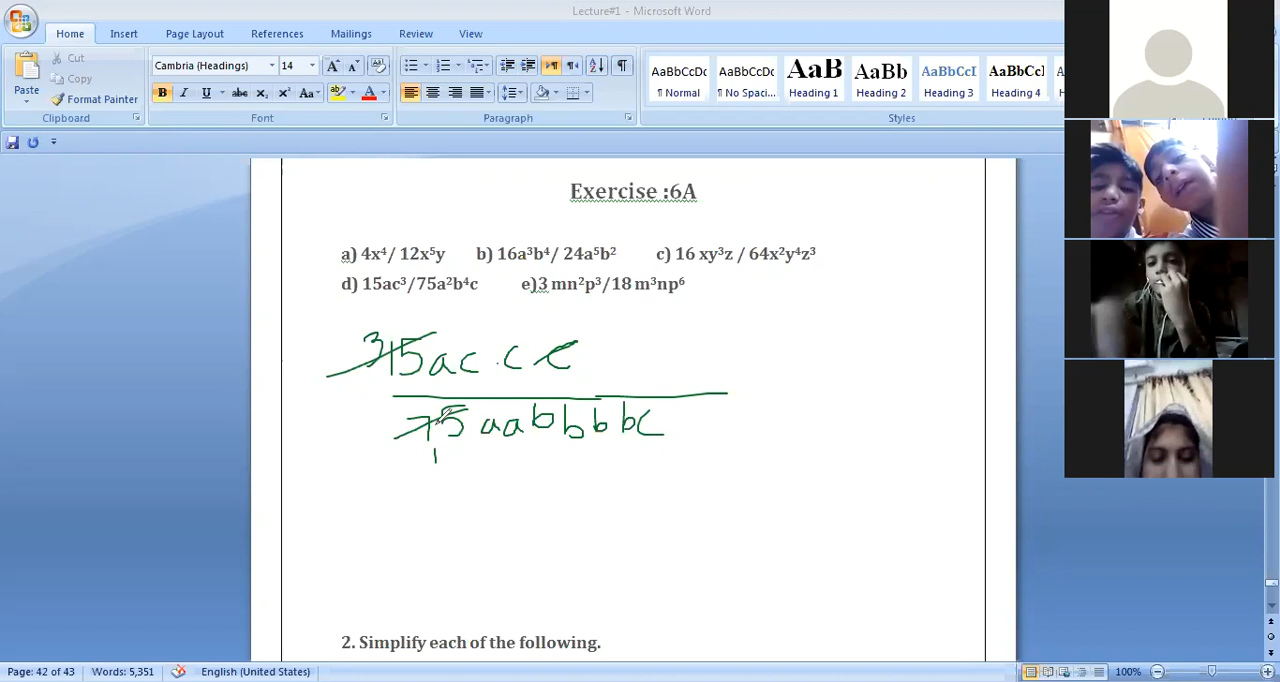 Lecture#1 - Microsoft Word
Home Insert Page Layout References Mailings Review View
Cut
Copy
Format Painter
Paste
Cambria (Headings) 14
AaBbCcDc AaBbCcDc AaB AaBb AaBbCcI AaBbCcI
¶ Normal ¶ No Spaci... Heading 1 Heading 2 Heading 3 Heading 4
Clipboard Font Paragraph Styles
Exercise :6A
a) 4x⁴/ 12x⁵y b) 16a³b⁴/ 24a⁵b² c) 16 xy³z / 64x²y⁴z³
d) 15ac³/75a²b⁴c e)3 mn²p³/18 m³np⁶
3
15ac . c c
75 aabbbbc
1
2. Simplify each of the following.
Page: 42 of 43 Words: 5,351 English (United States) 100%